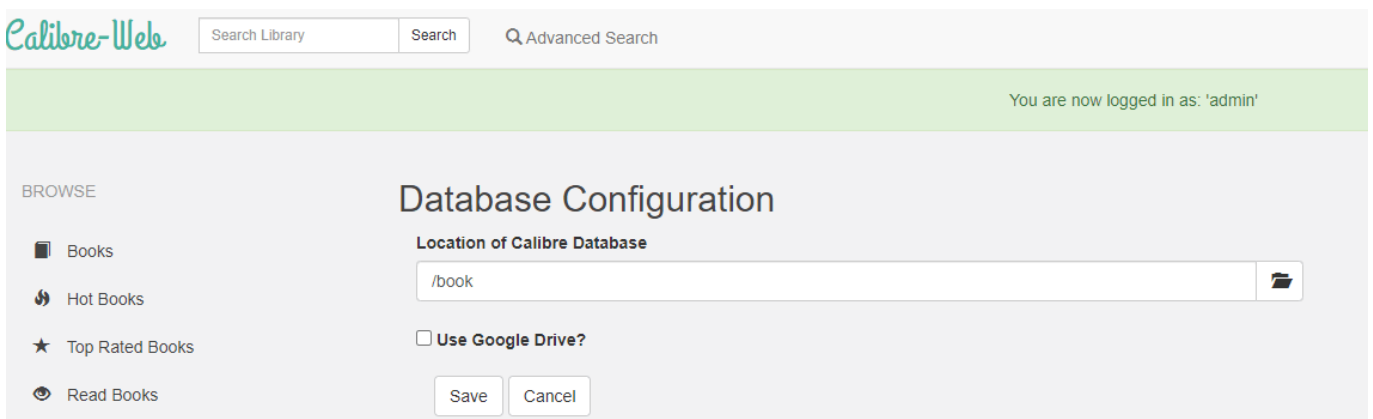 Calibre-Web
Search Library
Search
Advanced Search
You are now logged in as: 'admin'
BROWSE
Books
Hot Books
Top Rated Books
Read Books
Database Configuration
Location of Calibre Database
/book
Use Google Drive?
Save
Cancel